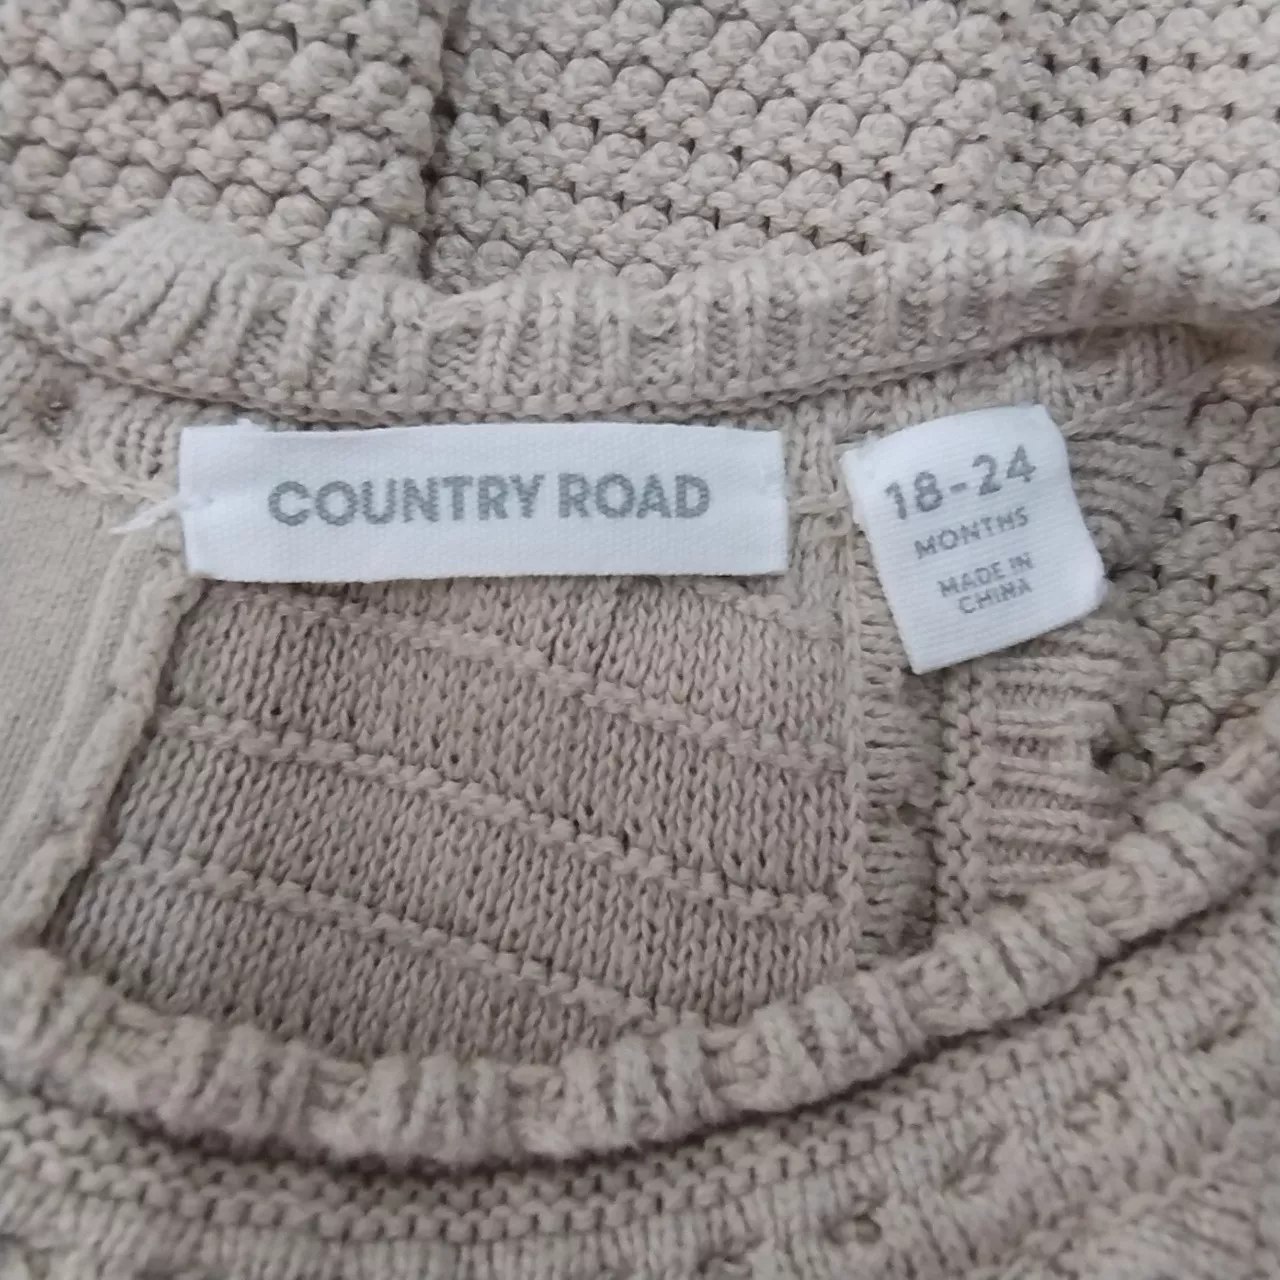 COUNTRY ROAD
18-24
MONTHS
MADE IN
CHINA